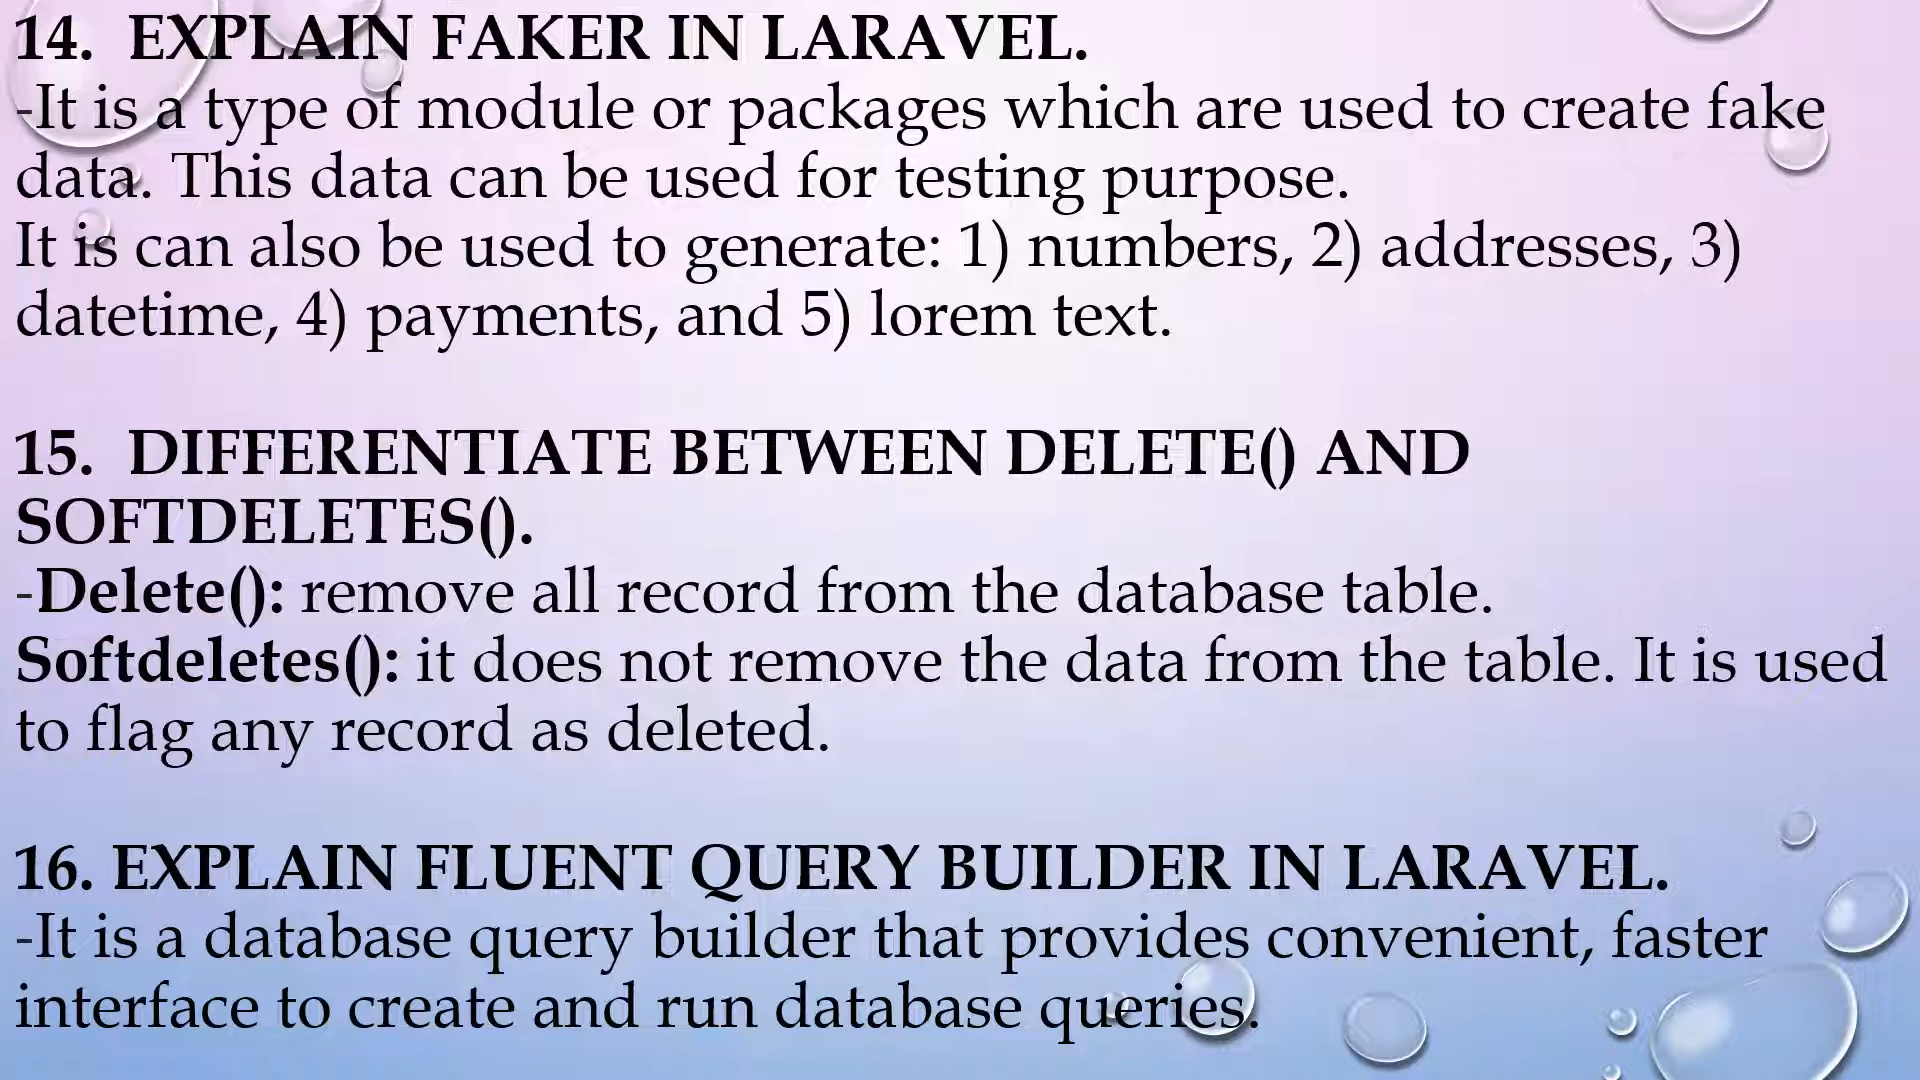 14.  EXPLAIN FAKER IN LARAVEL.
-It is a type of module or packages which are used to create fake
data. This data can be used for testing purpose.
It is can also be used to generate: 1) numbers, 2) addresses, 3)
datetime, 4) payments, and 5) lorem text.
15.  DIFFERENTIATE BETWEEN DELETE() AND
SOFTDELETES().
-Delete(): remove all record from the database table.
Softdeletes(): it does not remove the data from the table. It is used
to flag any record as deleted.
16. EXPLAIN FLUENT QUERY BUILDER IN LARAVEL.
-It is a database query builder that provides convenient, faster
interface to create and run database queries.